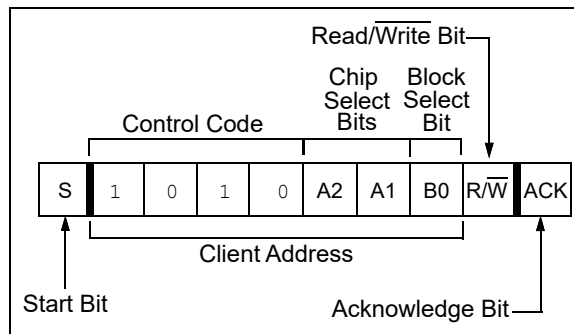 Read/Write Bit
Chip Block
Select Select
Bits Bit
Control Code
S 1 0 1 0 A2 A1 B0 R/W ACK
Client Address
Start Bit
Acknowledge Bit